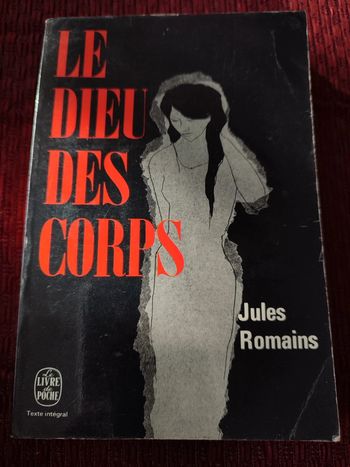 LE
DIEU
DES
CORPS
Jules
Romains
Le
LIVRE
de
POCHE
Texte intégral